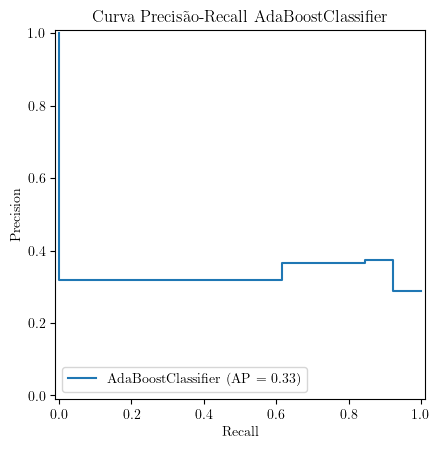 Curva Precisão-Recall AdaBoostClassifier
1.0
0.8
0.6
0.4
0.2
0.0
Precision
AdaBoostClassifier (AP = 0.33)
0.0 0.2 0.4 0.6 0.8 1.0
Recall